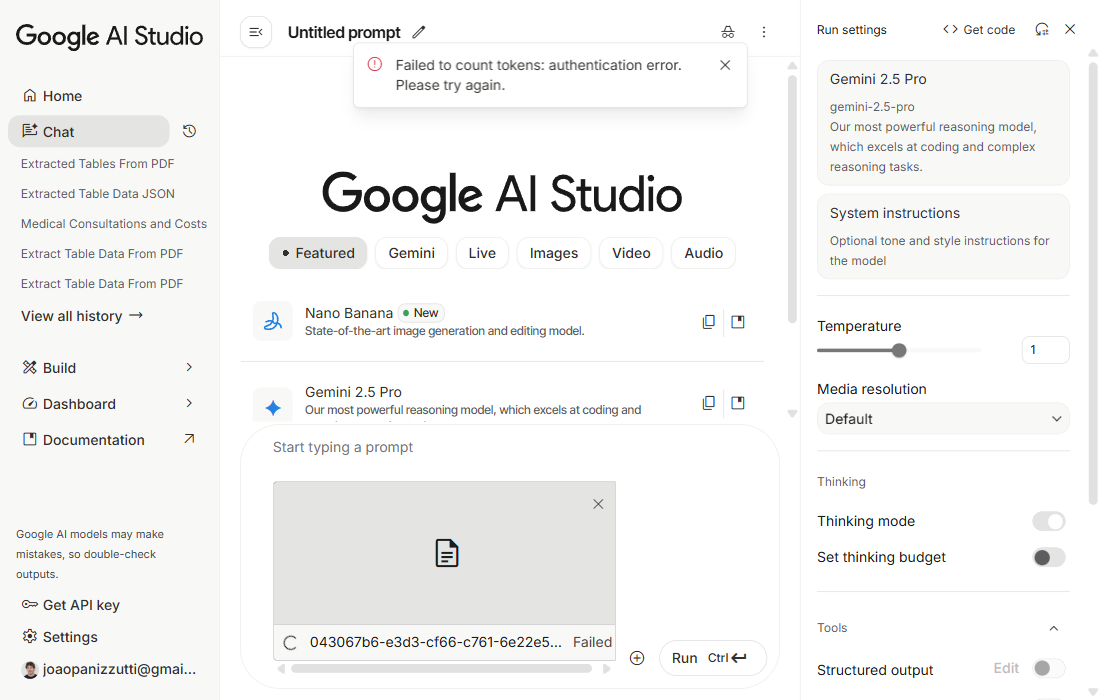 Google AI Studio
Home
Chat
Extracted Tables From PDF
Extracted Table Data JSON
Medical Consultations and Costs
Extract Table Data From PDF
Extract Table Data From PDF
View all history
Build
Dashboard
Documentation
Google AI models may make
mistakes, so double-check
outputs.
Get API key
Settings
joaopanizzutti@gmai...
Untitled prompt
Failed to count tokens: authentication error.
Please try again.
Google AI Studio
Featured
Gemini
Live
Images
Video
Audio
Nano Banana
New
State-of-the-art image generation and editing model.
Gemini 2.5 Pro
Our most powerful reasoning model, which excels at coding and
Start typing a prompt
043067b6-e3d3-cf66-c761-6e22e5... Failed
Run Ctrl
Run settings
Get code
Gemini 2.5 Pro
gemini-2.5-pro
Our most powerful reasoning model,
which excels at coding and complex
reasoning tasks.
System instructions
Optional tone and style instructions for
the model
Temperature
1
Media resolution
Default
Thinking
Thinking mode
Set thinking budget
Tools
Structured output
Edit